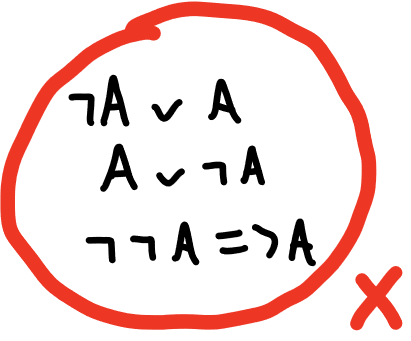 ¬A ∨ A
A ∨ ¬A
¬¬A => A